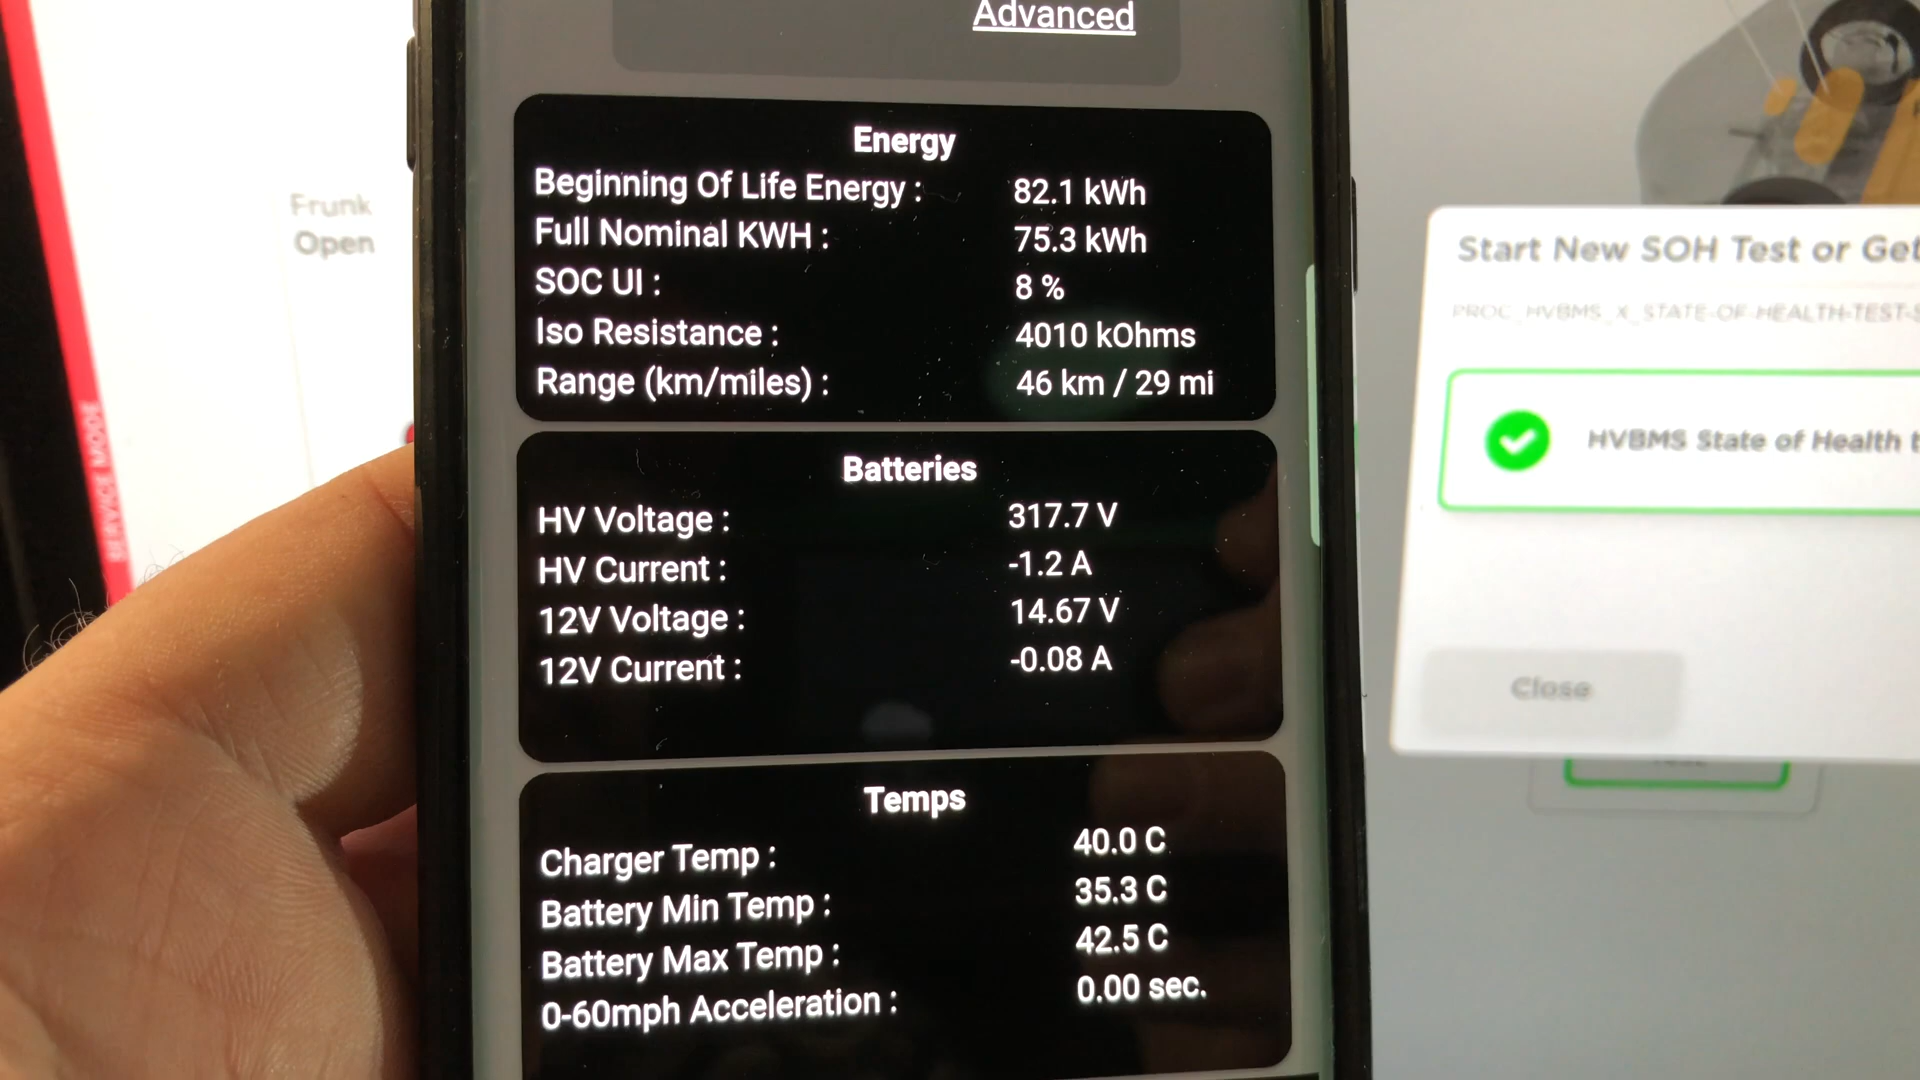 Advanced
Energy
Beginning Of Life Energy : 82.1 kWh
Full Nominal KWH : 75.3 kWh
SOC UI : 8 %
Iso Resistance : 4010 kOhms
Range (km/miles) : 46 km / 29 mi
Batteries
HV Voltage : 317.7 V
HV Current : -1.2 A
12V Voltage : 14.67 V
12V Current : -0.08 A
Temps
Charger Temp : 40.0 C
Battery Min Temp : 35.3 C
Battery Max Temp : 42.5 C
0-60mph Acceleration : 0.00 sec.
Frunk
Open
SERVICE MODE
Start New SOH Test or Get
PROC_HVBMS_X_STATE-OF-HEALTH-TEST-S
HVBMS State of Health t
Close